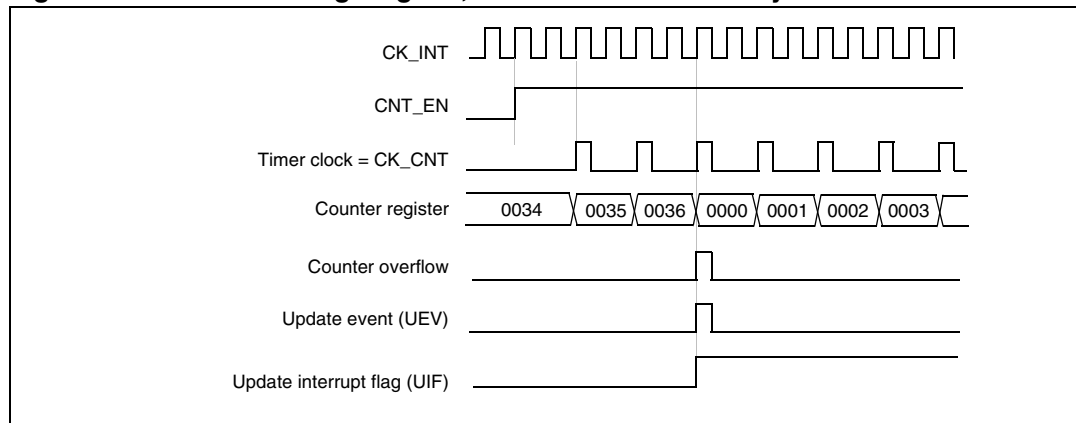 CK_INT
CNT_EN
Timer clock = CK_CNT
Counter register 0034 0035 0036 0000 0001 0002 0003
Counter overflow
Update event (UEV)
Update interrupt flag (UIF)